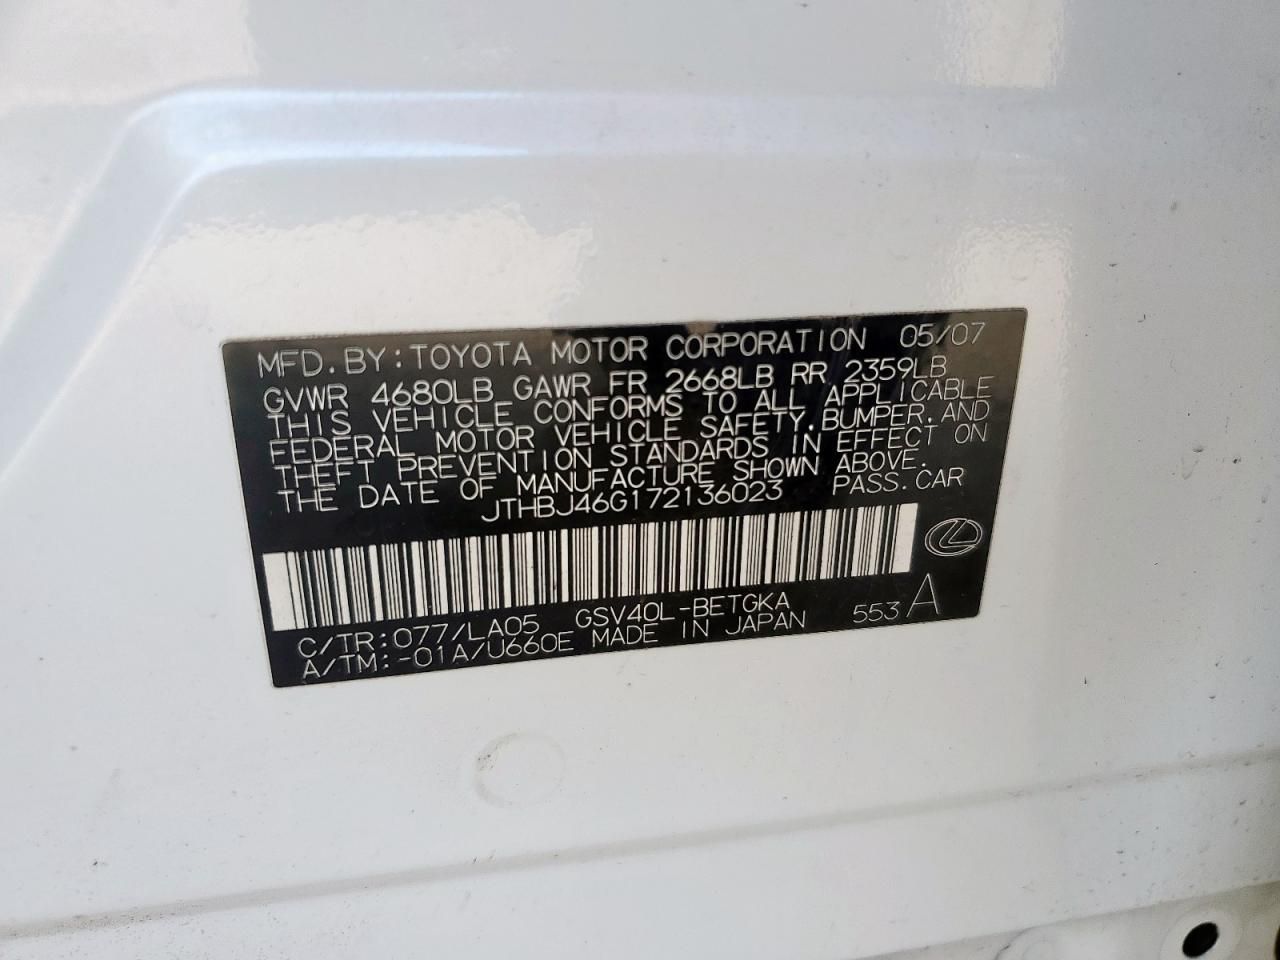 MFD. BY: TOYOTA MOTOR CORPORATION 05/07
GVWR 4680LB GAWR FR 2668LB RR 2359LB
THIS VEHICLE CONFORMS TO ALL APPLICABLE
FEDERAL MOTOR VEHICLE SAFETY, BUMPER, AND
THEFT PREVENTION STANDARDS IN EFFECT ON
THE DATE OF MANUFACTURE SHOWN ABOVE.
JTHBJ46G172136023 PASS. CAR
C/TR: 077/LA05 GSV40L-BETGKA 553 A
A/TM: -01A/U660E MADE IN JAPAN